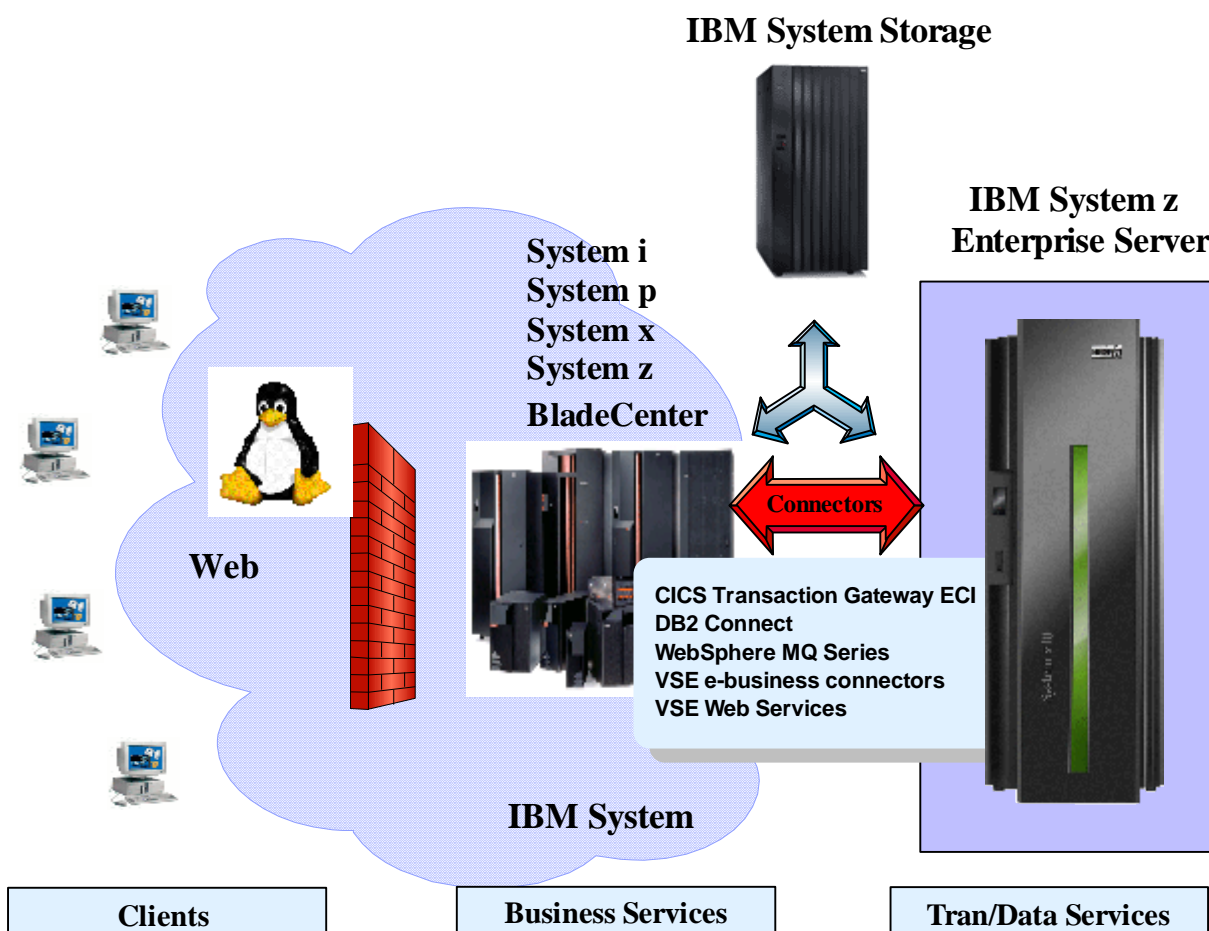 IBM System Storage
IBM System z
Enterprise Server
System i
System p
System x
System z
BladeCenter
Connectors
Web
CICS Transaction Gateway ECI
DB2 Connect
WebSphere MQ Series
VSE e-business connectors
VSE Web Services
IBM System
Clients
Business Services
Tran/Data Services